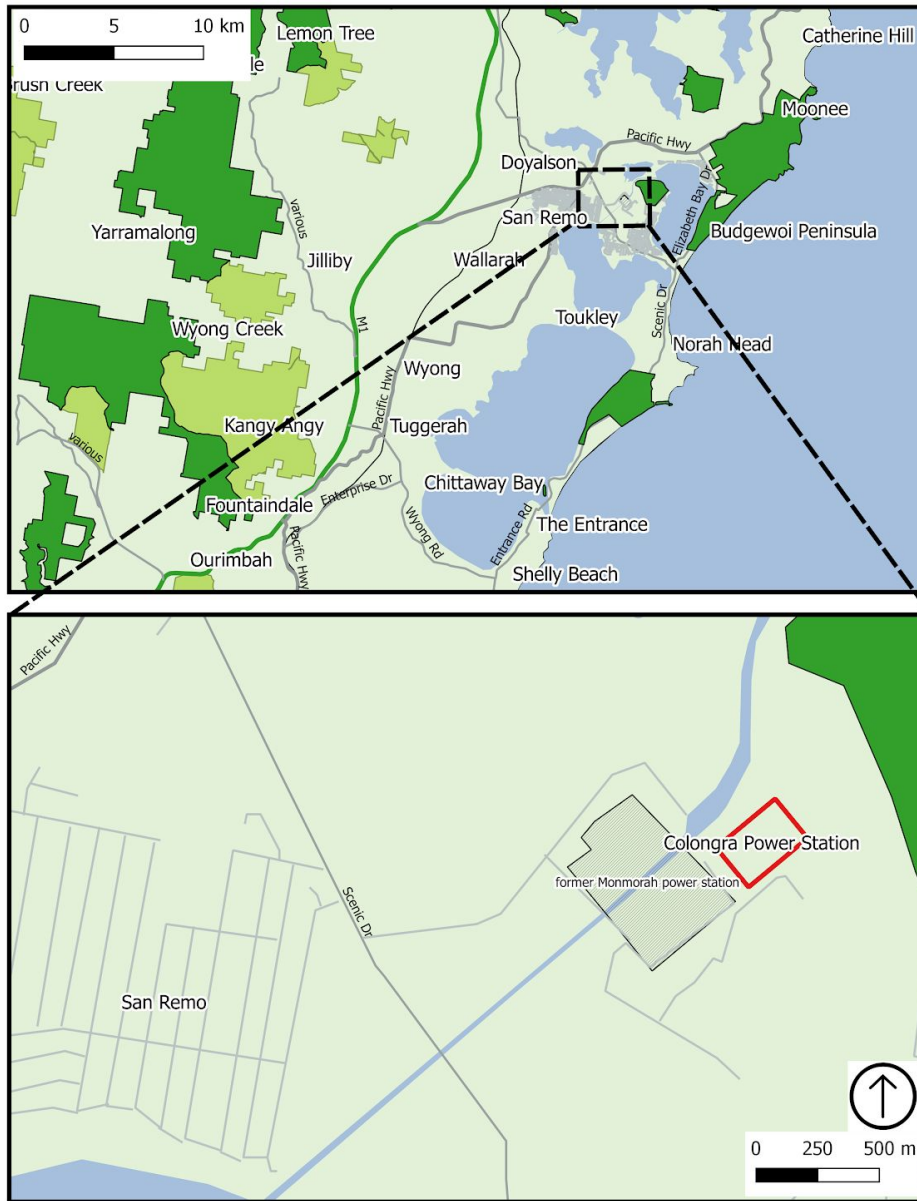 0 5 10 km
Lemon Tree
Catherine Hill
Brush Creek
Moonee
Pacific Hwy
Doyalson
Elizabeth Bay Dr
San Remo
various
Yarramalong
Budgewoi Peninsula
Jilliby
Wallarah
Scenic Dr
Toukley
M1
Wyong Creek
Norah Head
Wyong
Pacific Hwy
Kangy Angy
Tuggerah
various
Chittaway Bay
Enterprise Dr
Fountaindale
Wyong Rd
Entrance Rd
The Entrance
Pacific Hwy
Ourimbah
Shelly Beach
Pacific Hwy
Colongra Power Station
former Monmorah power station
Scenic Dr
San Remo
0 250 500 m